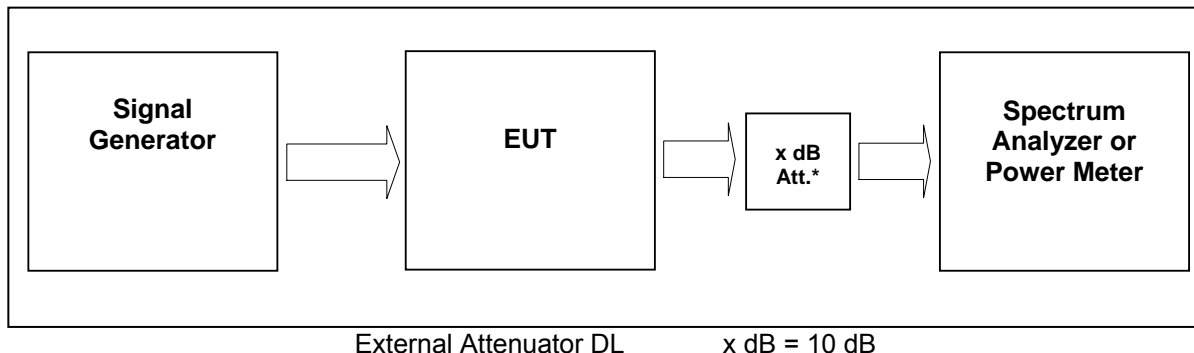 Signal
Generator
EUT
x dB
Att.*
Spectrum
Analyzer or
Power Meter
External Attenuator DL x dB = 10 dB